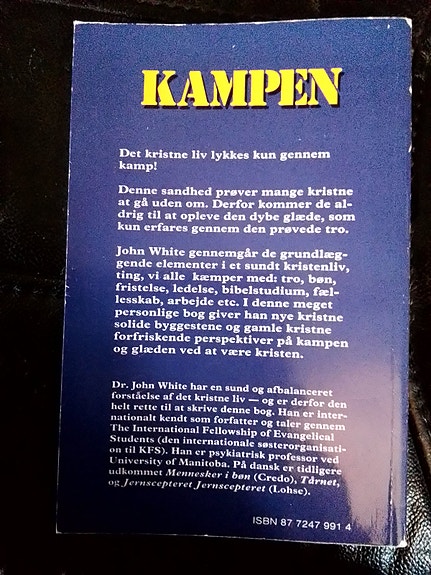 KAMPEN
Det kristne liv lykkes kun gennem
kamp!
Denne sandhed prøver mange kristne
at gå uden om. Derfor kommer de al-
drig til at opleve den dybe glæde, som
kun erfares gennem den prøvede tro.
John White gennemgår de grundlæg-
gende elementer i et sundt kristenliv,
ting, vi alle kæmper med: tro, bøn,
fristelse, ledelse, bibelstudium, fæl-
lesskab, arbejde etc. I denne meget
personlige bog giver han nye kristne
solide byggestene og gamle kristne
forfriskende perspektiver på kampen
og glæden ved at være kristen.
Dr. John White har en sund og afbalanceret
forståelse af det kristne liv — og er derfor den
helt rette til at skrive denne bog. Han er inter-
nationalt kendt som forfatter og taler gennem
The International Fellowship of Evangelical
Students (den internationale søsterorganisati-
on til KFS). Han er psykiatrisk professor ved
University of Manitoba. På dansk er tidligere
udkommet Mennesker i bøn (Credo), Tårnet,
og Jernscepteret Jernscepteret (Lohse).
ISBN 87 7247 991 4